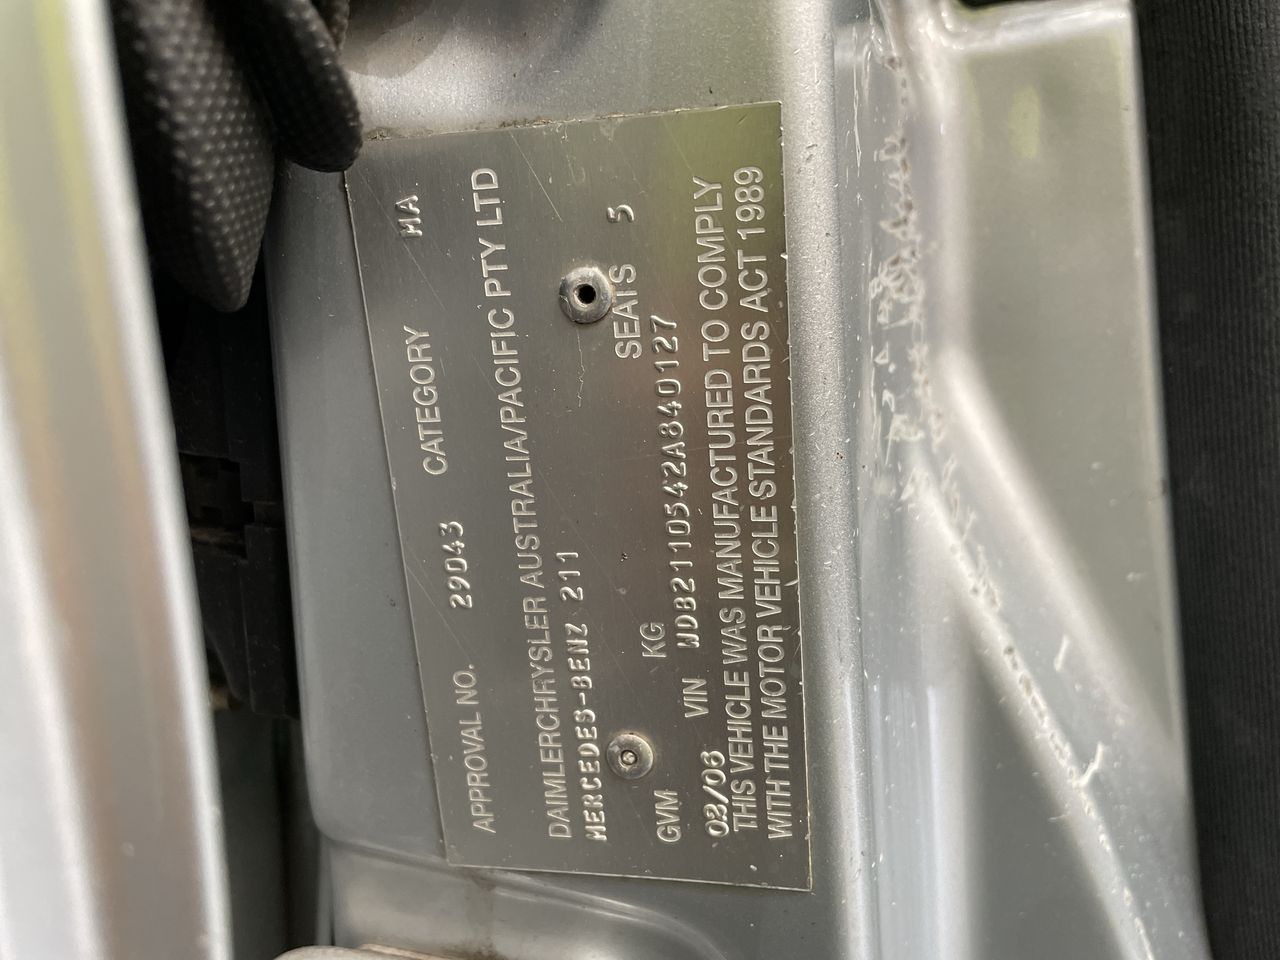 APPROVAL NO. 29043 CATEGORY MA
DAIMLERCHRYSLER AUSTRALIA/PACIFIC PTY LTD
MERCEDES-BENZ 211
GVM KG SEATS 5
02/06 VIN WDB2110542A840127
THIS VEHICLE WAS MANUFACTURED TO COMPLY
WITH THE MOTOR VEHICLE STANDARDS ACT 1989